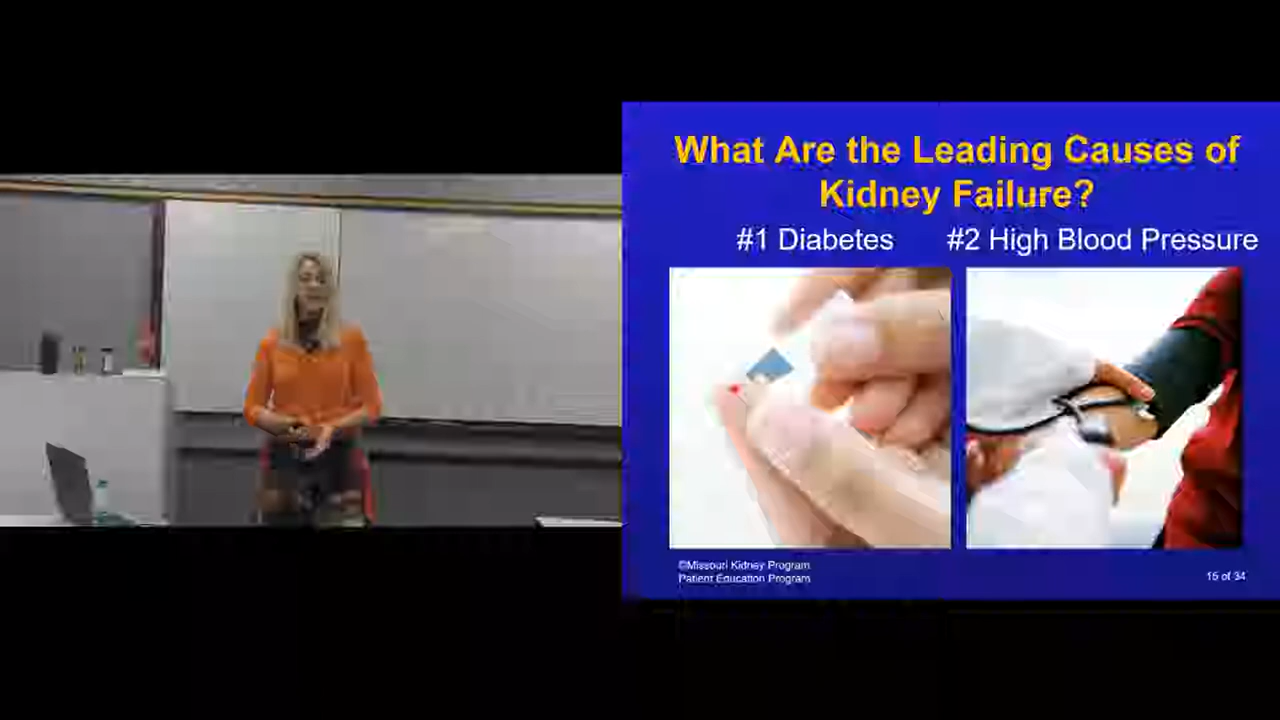 What Are the Leading Causes of
Kidney Failure?
#1 Diabetes
#2 High Blood Pressure
©Missouri Kidney Program
Patient Education Program
15 of 34